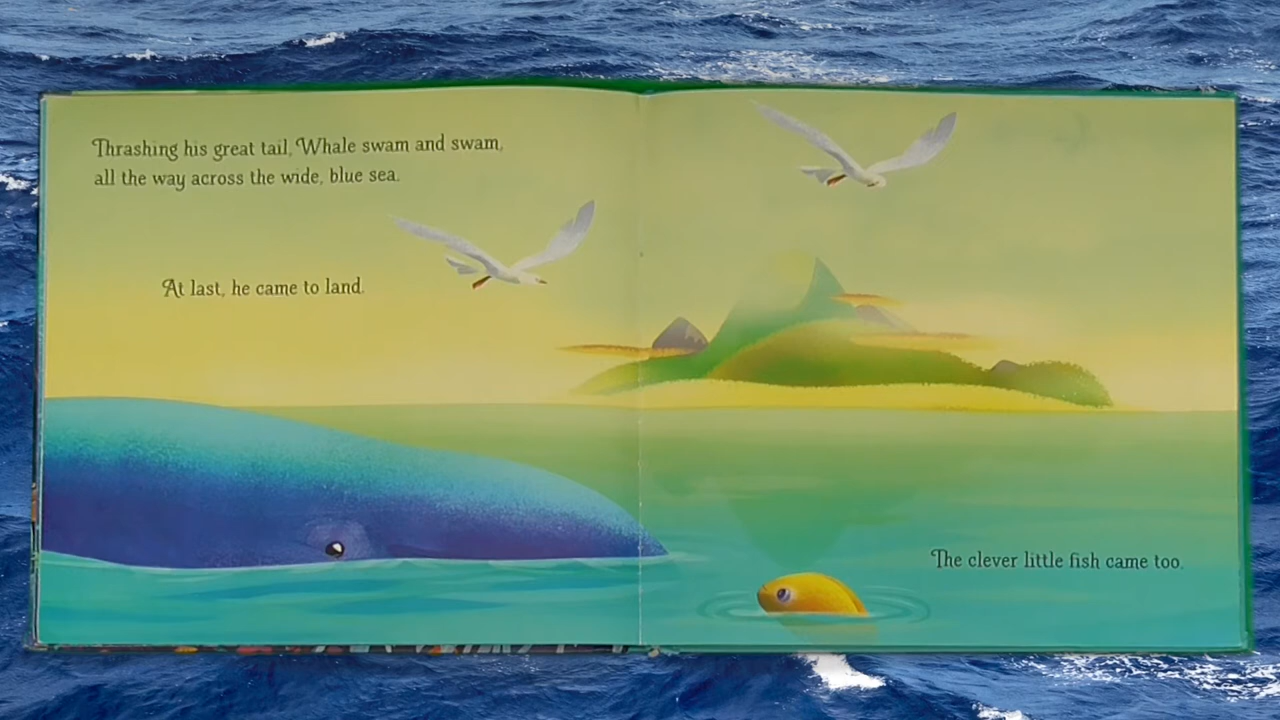 Thrashing his great tail, Whale swam and swam,
all the way across the wide, blue sea.
At last, he came to land.
The clever little fish came too.